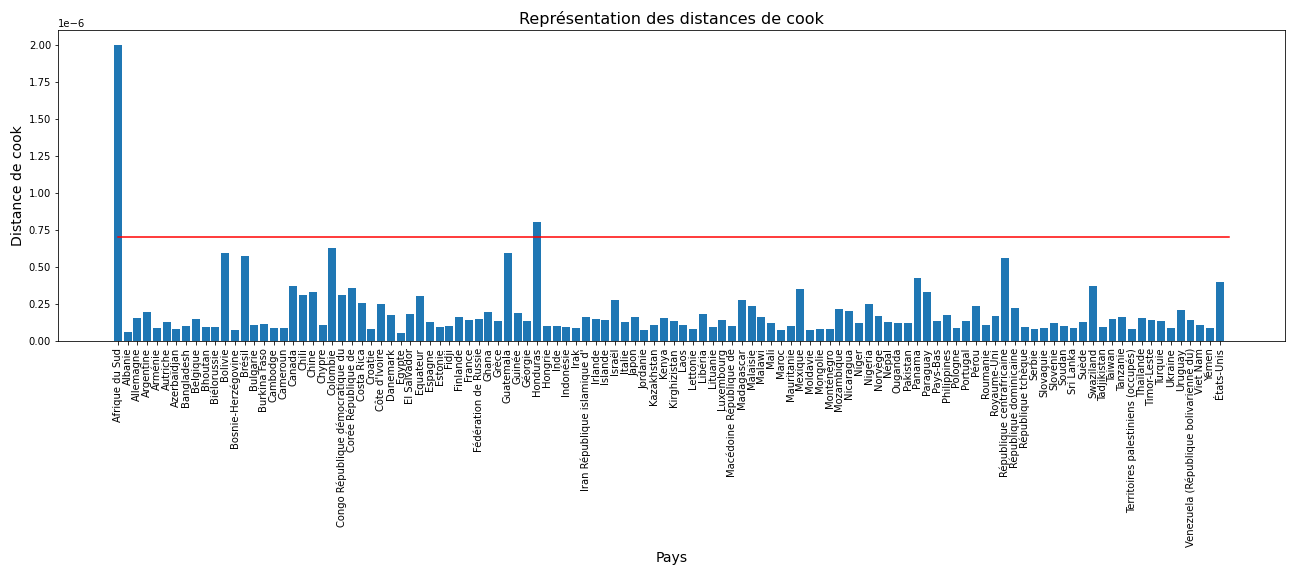 Représentation des distances de cook
1e−6
2.00
1.75
1.50
1.25
1.00
0.75
0.50
0.25
0.00
Distance de cook
Afrique du Sud
Albanie
Allemagne
Argentine
Arménie
Autriche
Azerbaïdjan
Bangladesh
Belgique
Bhoutan
Biélorussie
Bolivie
Bosnie-Herzégovine
Brésil
Bulgarie
Burkina Faso
Cambodge
Cameroun
Canada
Chili
Chine
Chypre
Colombie
Congo République démocratique du
Corée République de
Costa Rica
Croatie
Côte d'Ivoire
Danemark
Egypte
El Salvador
Equateur
Espagne
Estonie
Fidji
Finlande
France
Fédération de Russie
Ghana
Grèce
Guatemala
Guinée
Géorgie
Honduras
Hongrie
Inde
Indonésie
Irak
Iran République islamique d'
Irlande
Islande
Israël
Italie
Japon
Jordanie
Kazakhstan
Kenya
Kirghizistan
Laos
Lettonie
Libéria
Lituanie
Luxembourg
Macédoine République de
Madagascar
Malaisie
Malawi
Mali
Maroc
Mauritanie
Mexique
Moldavie
Mongolie
Monténégro
Mozambique
Nicaragua
Niger
Nigéria
Norvège
Népal
Ouganda
Pakistan
Panama
Paraguay
Pays-Bas
Philippines
Pologne
Portugal
Pérou
Roumanie
Royaume-Uni
République centrafricaine
République dominicaine
République tchèque
Serbie
Slovaquie
Slovénie
Soudan
Sri Lanka
Suède
Swaziland
Tadjikistan
Taïwan
Tanzanie
Territoires palestiniens (occupés)
Thaïlande
Timor-Leste
Turquie
Ukraine
Uruguay
Venezuela (République bolivarienne du)
Viet Nam
Yémen
États-Unis
Pays